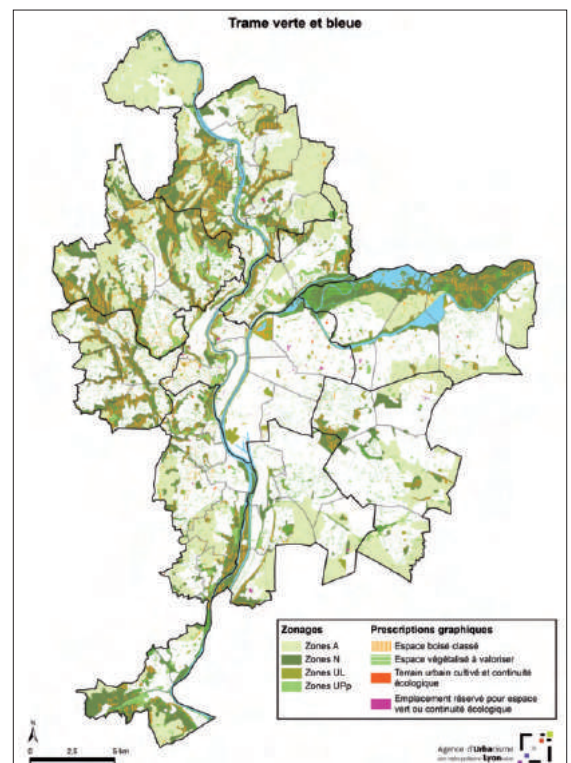 Trame verte et bleue
Zonages
Zones A
Zones N
Zones UL
Zones UPp
Prescriptions graphiques
Espace boisé classé
Espace végétalisé à valoriser
Terrain urbain cultivé et continuité
écologique
Emplacement réservé pour espace
vert ou continuité écologique
N
0 2,5 5 km
Agence d'Urbanisme
Lyon